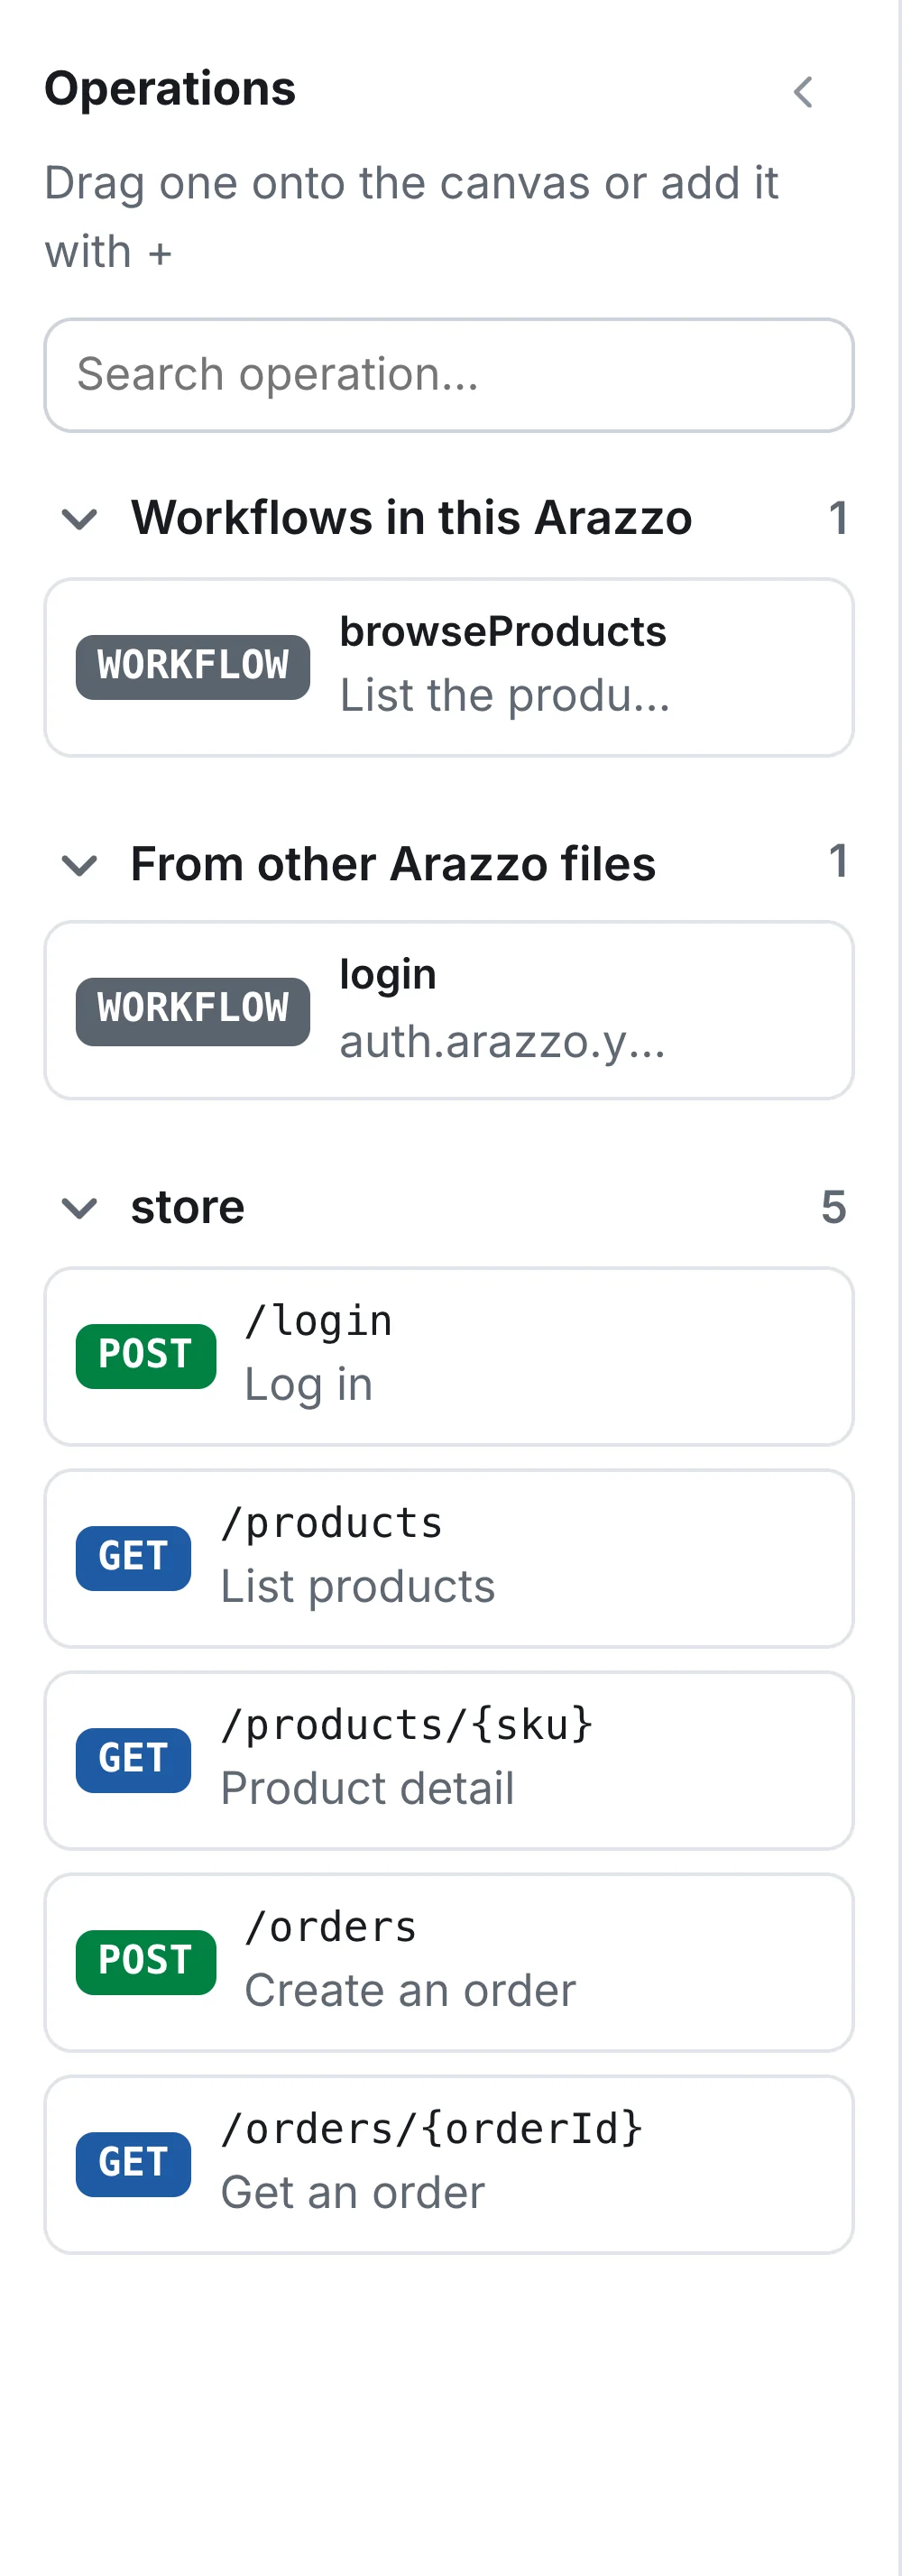 Operations
Drag one onto the canvas or add it
with +
Search operation...
Workflows in this Arazzo 1
WORKFLOW browseProducts
List the produ...
From other Arazzo files 1
WORKFLOW login
auth.arazzo.y...
store 5
POST /login
Log in
GET /products
List products
GET /products/{sku}
Product detail
POST /orders
Create an order
GET /orders/{orderId}
Get an order